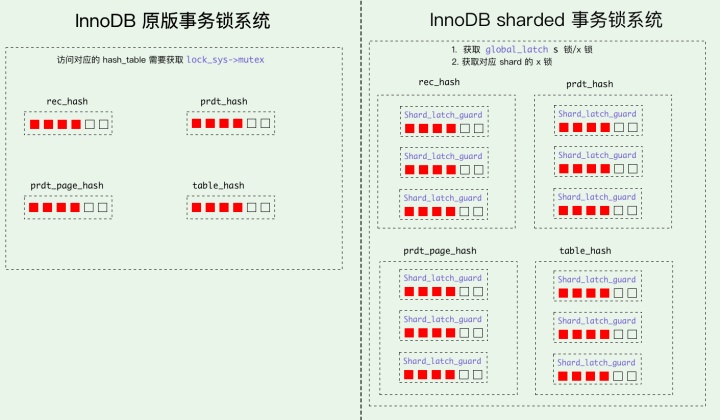 InnoDB 原版事务锁系统
访问对应的 hash_table 需要获取 lock_sys->mutex
rec_hash
prdt_hash
prdt_page_hash
table_hash
InnoDB sharded 事务锁系统
1. 获取 global_latch s 锁/x 锁
2. 获取对应 shard 的 x 锁
rec_hash
Shard_latch_guard
Shard_latch_guard
Shard_latch_guard
prdt_hash
Shard_latch_guard
Shard_latch_guard
Shard_latch_guard
prdt_page_hash
Shard_latch_guard
Shard_latch_guard
Shard_latch_guard
table_hash
Shard_latch_guard
Shard_latch_guard
Shard_latch_guard